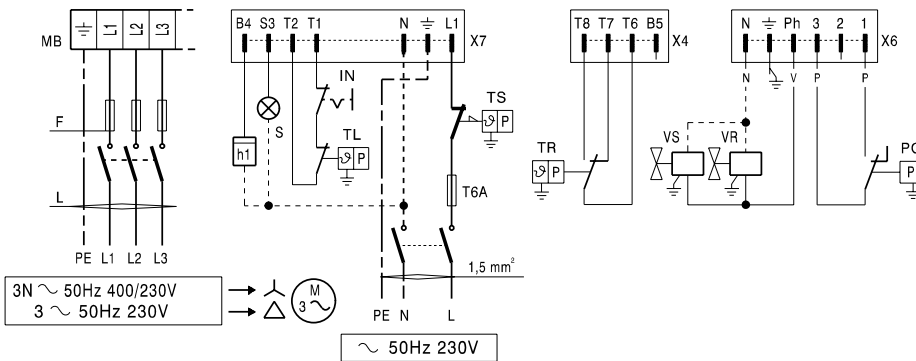 B4 S3 T2 T1 N L1
X7
T8 T7 T6 B5
X4
N Ph 3 2 1
X6
MB
L1 L2 L3
N V P P
IN
TS
ϑ P
F
S
h1
TL
ϑ P
VS VR
TR
ϑ P
PG
P
T6A
L
PE L1 L2 L3
1,5 mm²
3N ~ 50Hz 400/230V
3 ~ 50Hz 230V
M
3 ~
PE N L
~ 50Hz 230V